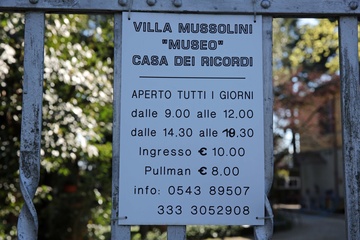 VILLA MUSSOLINI
"MUSEO"
CASA DEI RICORDI
APERTO TUTTI I GIORNI
dalle 9.00 alle 12.00
dalle 14.30 alle 19.30
Ingresso € 10.00
Pullman € 8,00
info: 0543 89507
333 3052908